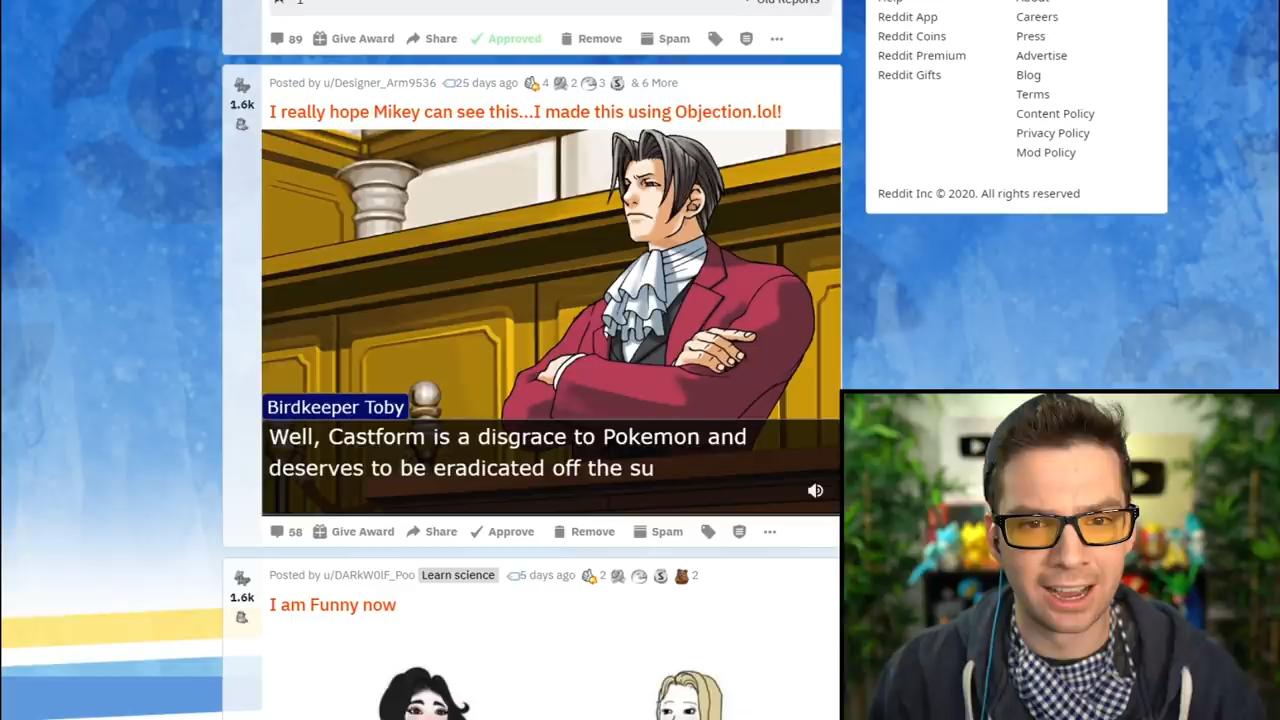 1
Old Reports
89 Give Award Share Approved Remove Spam
Posted by u/Designer_Arm9536 25 days ago 4 2 3 S & 6 More
1.6k
I really hope Mikey can see this...I made this using Objection.lol!
Birdkeeper Toby
Well, Castform is a disgrace to Pokemon and
deserves to be eradicated off the su
58 Give Award Share Approve Remove Spam
Posted by u/DARkW0lF_Poo Learn science 5 days ago 2 S 2
1.6k
I am Funny now
Reddit App
Reddit Coins
Reddit Premium
Reddit Gifts
About
Careers
Press
Advertise
Blog
Terms
Content Policy
Privacy Policy
Mod Policy
Reddit Inc © 2020. All rights reserved